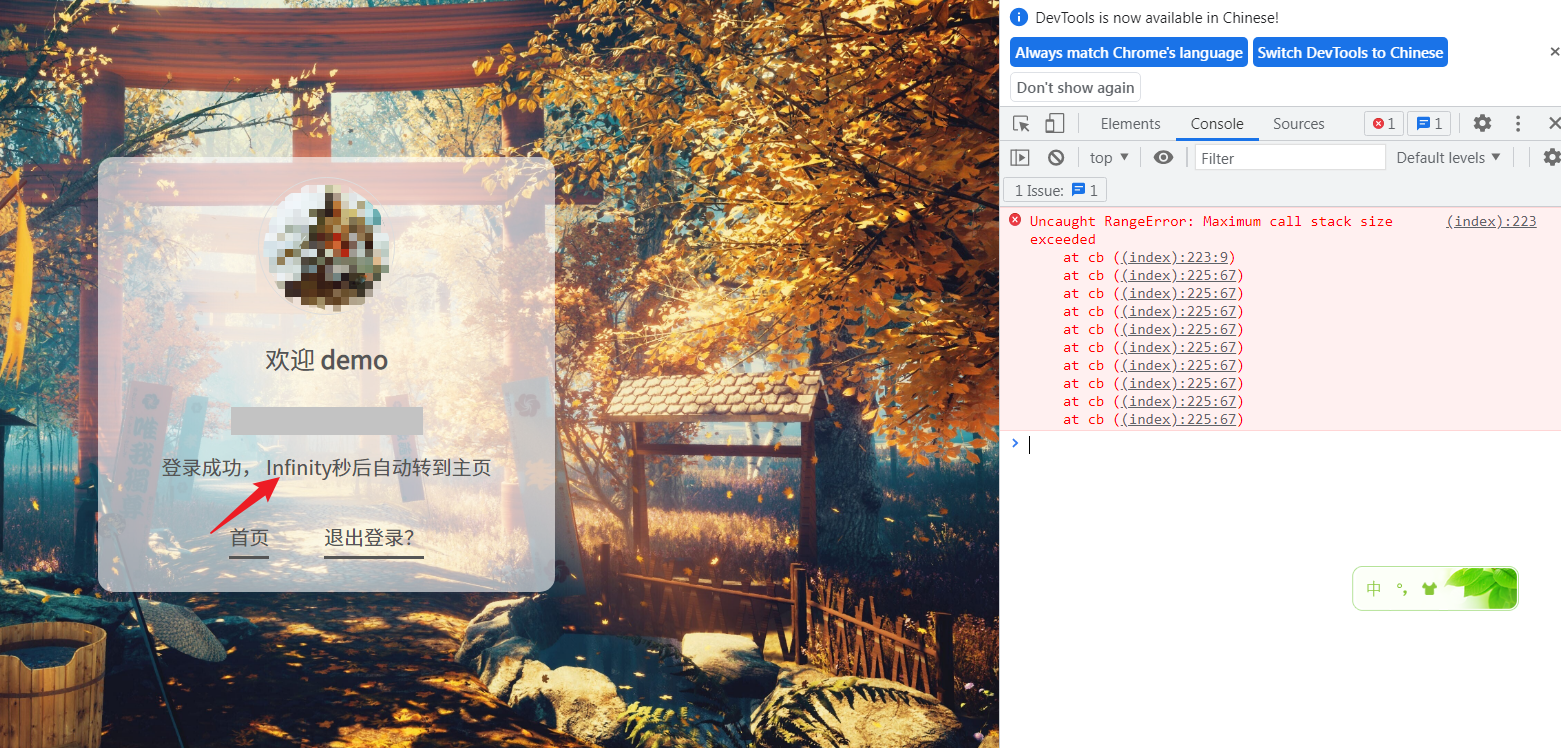 欢迎 demo
登录成功， Infinity秒后自动转到主页
首页 退出登录？
DevTools is now available in Chinese!
Always match Chrome's language Switch DevTools to Chinese
Don't show again
Elements Console Sources 1 1
top Filter Default levels
1 Issue: 1
Uncaught RangeError: Maximum call stack size (index):223
exceeded
at cb ((index):223:9)
at cb ((index):225:67)
at cb ((index):225:67)
at cb ((index):225:67)
at cb ((index):225:67)
at cb ((index):225:67)
at cb ((index):225:67)
at cb ((index):225:67)
at cb ((index):225:67)
at cb ((index):225:67)
中 °，